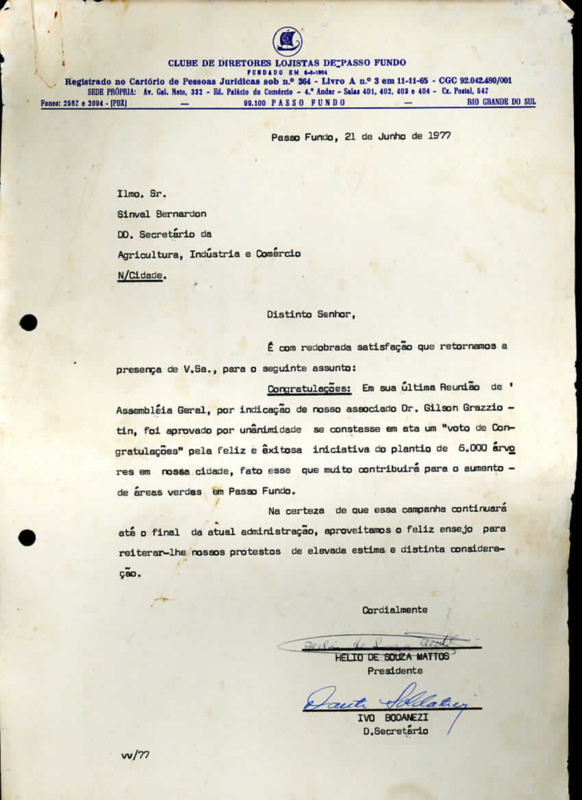 CLUBE DE DIRETORES LOJISTAS DE PASSO FUNDO
FUNDADO EM 5-6-1964
Registrado no Cartório de Pessoas Jurídicas sob n.º 364 - Livro A n.º 3 em 11-11-65 - CGC 92.042.480/001
SEDE PRÓPRIA: Av. Gal. Neto, 332 - Ed. Palácio do Comércio - 4.º Andar - Salas 401, 402, 403 e 404 - Cx. Postal, 547
Fones: 2967 e 2094 - (PBX) — 99.100 PASSO FUNDO — RIO GRANDE DO SUL
Passo Fundo, 21 de Junho de 1977
Ilmo. Sr.
Sinval Bernardon
DD. Secretário da
Agricultura, Indústria e Comércio
N/Cidade.
Distinto Senhor,
É com redobrada satisfação que retornamos a
presença de V.Sa., para o seguinte assunto:
Congratulações: Em sua última Reunião de '
Assembléia Geral, por indicação de nosso associado Dr. Gilson Grazzio -
tin, foi aprovado por unânimidade se constasse em ata um "voto de Con-
gratulações" pela feliz e êxitosa iniciativa do plantio de 6.000 árvo
res em nossa cidade, fato esse que muito contribuirá para o aumento -
de áreas verdes em Passo Fundo.
Na certeza de que essa campanha continuará
até o final da atual administração, aproveitamos o feliz ensejo para
reiterar-lhe nossos protestos de elevada estima e distinta considera-
ção.
Cordialmente
HELIO DE SOUZA MATTOS
Presidente
IVO BODANEZI
D.Secretário
vv/77